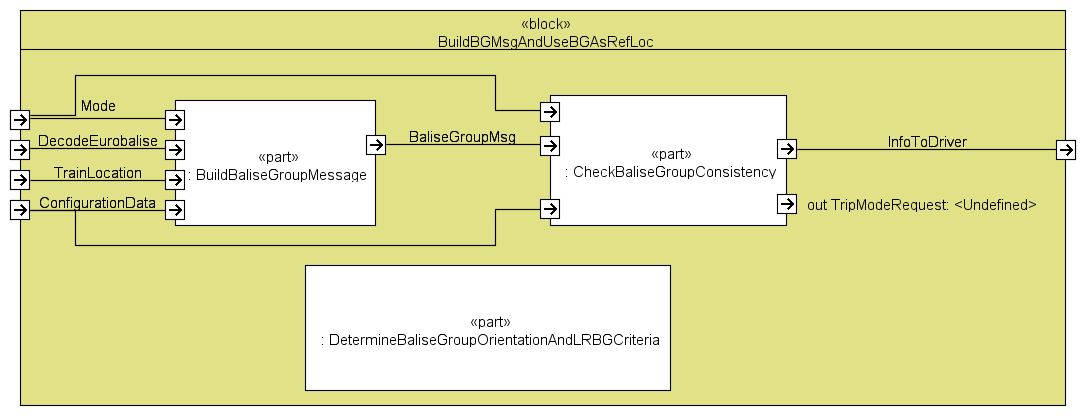 «block»
BuildBGMsgAndUseBGAsRefLoc
Mode
DecodeEurobalise
TrainLocation
ConfigurationData
«part»
: BuildBaliseGroupMessage
BaliseGroupMsg
«part»
: CheckBaliseGroupConsistency
InfoToDriver
out TripModeRequest: <Undefined>
«part»
: DetermineBaliseGroupOrientationAndLRBGCriteria